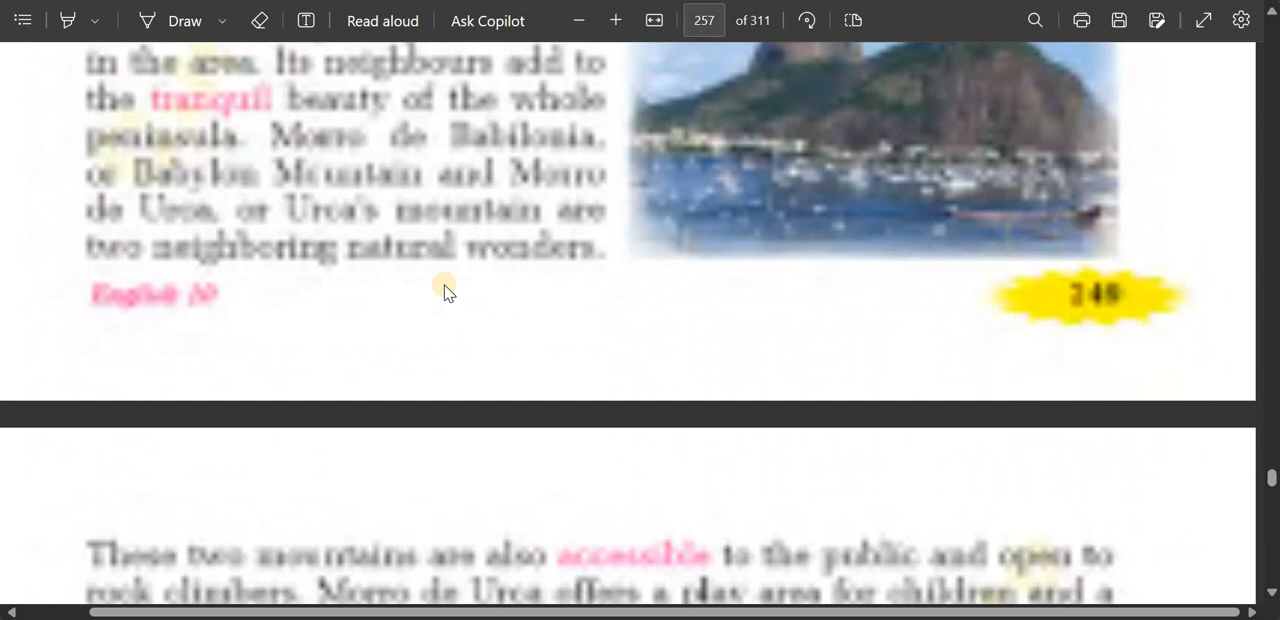 Draw
Read aloud
Ask Copilot
257 of 311
in the area. Its neighbours add to
the tranquil beauty of the whole
peninsula. Morro de Babilonia,
or Babylon Mountain and Morro
de Urca, or Urca's mountain are
two neighboring natural wonders.
English 10
249
These two mountains are also accessible to the public and open to
rock climbers. Morro de Urca offers a play area for children and a